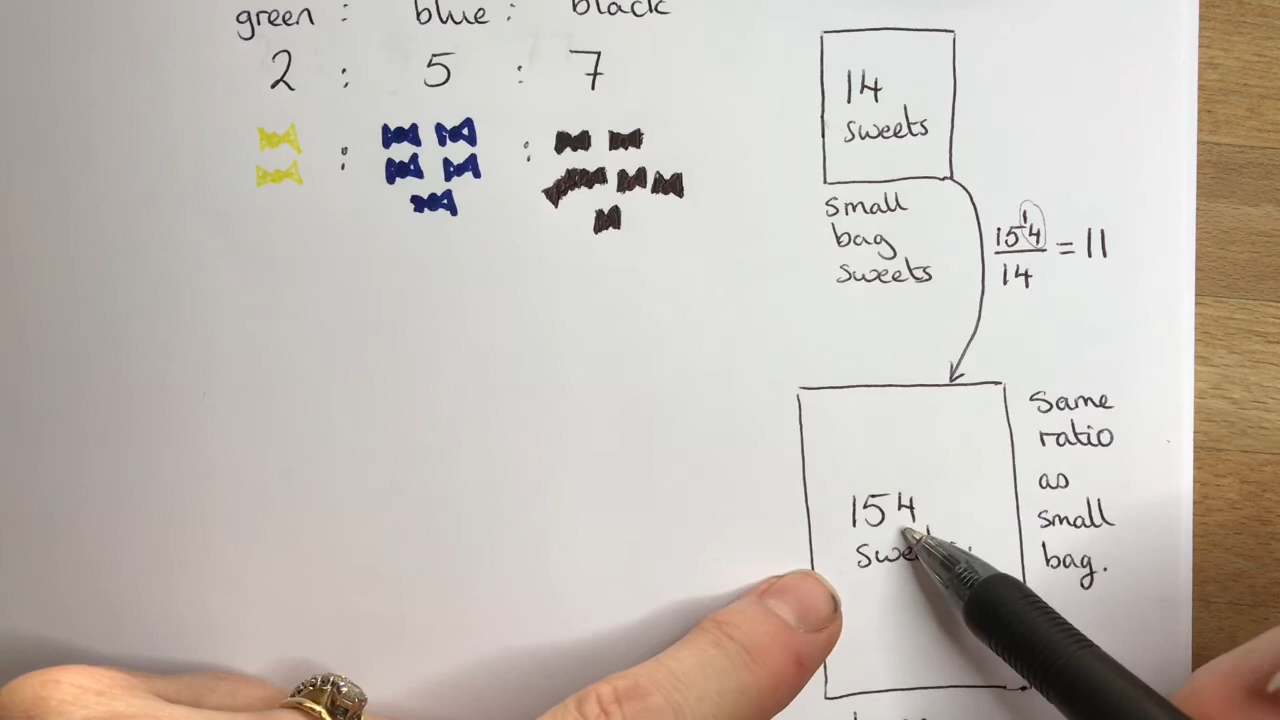 green : blue : black
2 : 5 : 7
: :
14
sweets
small
bag
sweets
154
14
= 11
154
same
ratio
as
small
bag.